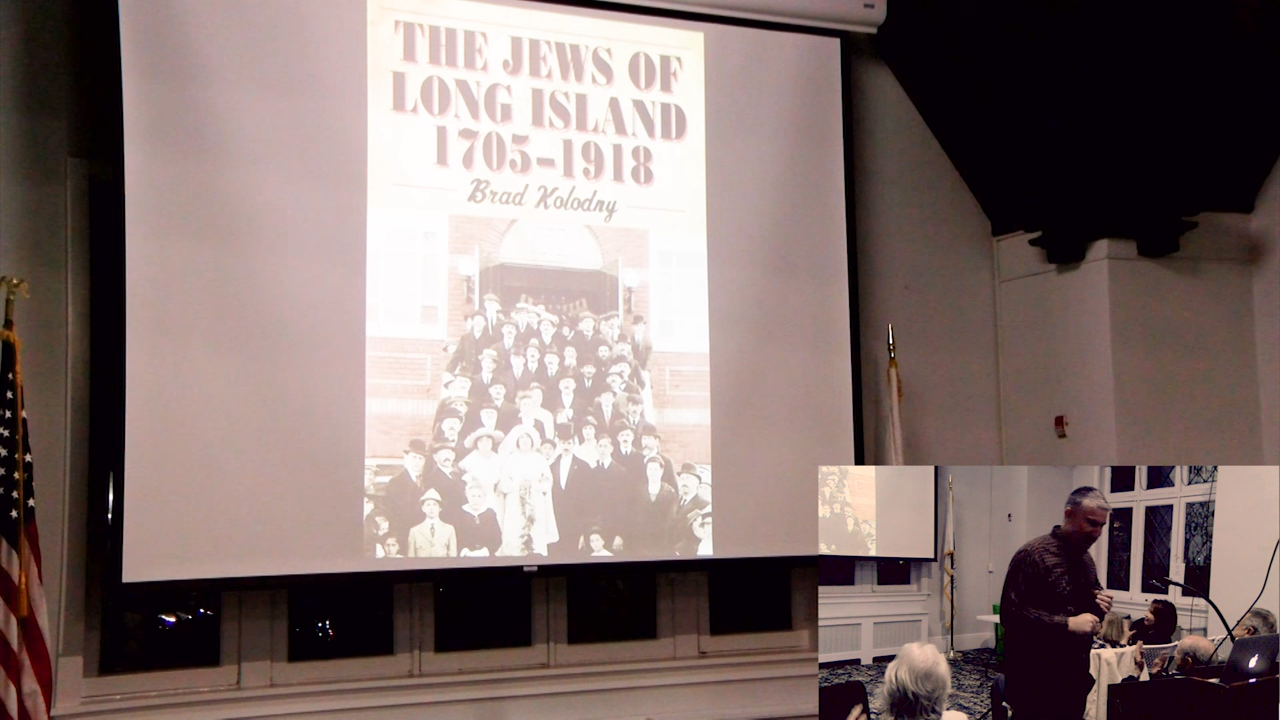 THE JEWS OF
LONG ISLAND
1705–1918
Brad Kolodny